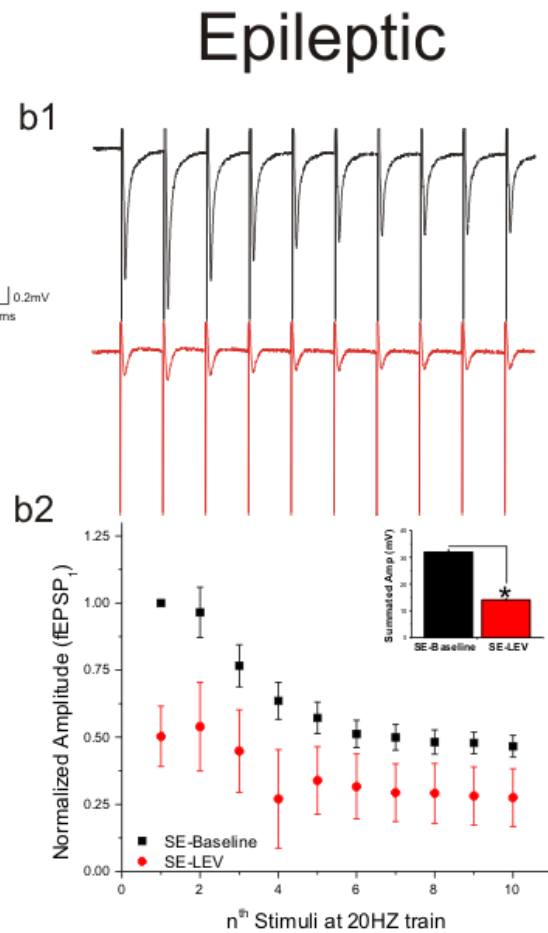 Epileptic
b1
0.2mV
ms
b2
Normalized Amplitude (fEPSP1)
1.25
1.00
0.75
0.50
0.25
0.00
Summated Amp (mV)
40
30
20
10
0
*
SE-Baseline SE-LEV
SE-Baseline
SE-LEV
0 2 4 6 8 10
nth Stimuli at 20HZ train